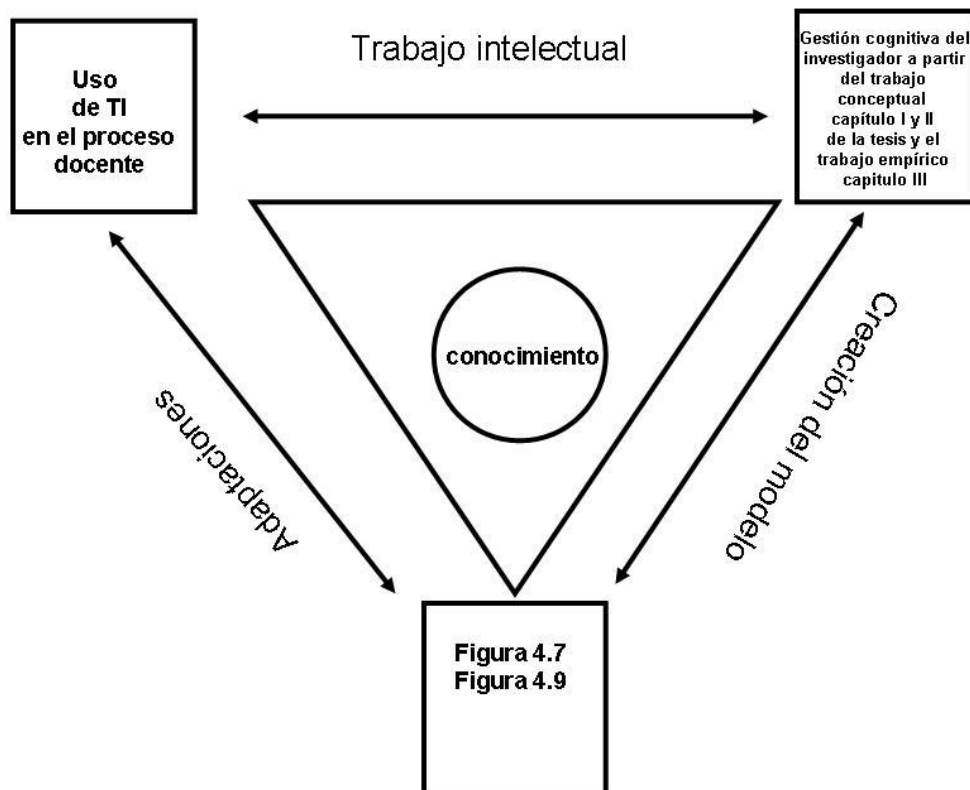 Trabajo intelectual
Uso
de TI
en el proceso
docente
Gestión cognitiva del
investigador a partir
del trabajo
conceptual
capítulo I y II
de la tesis y el
trabajo empírico
capitulo III
conocimiento
Adaptaciones
Creación del modelo
Figura 4.7
Figura 4.9